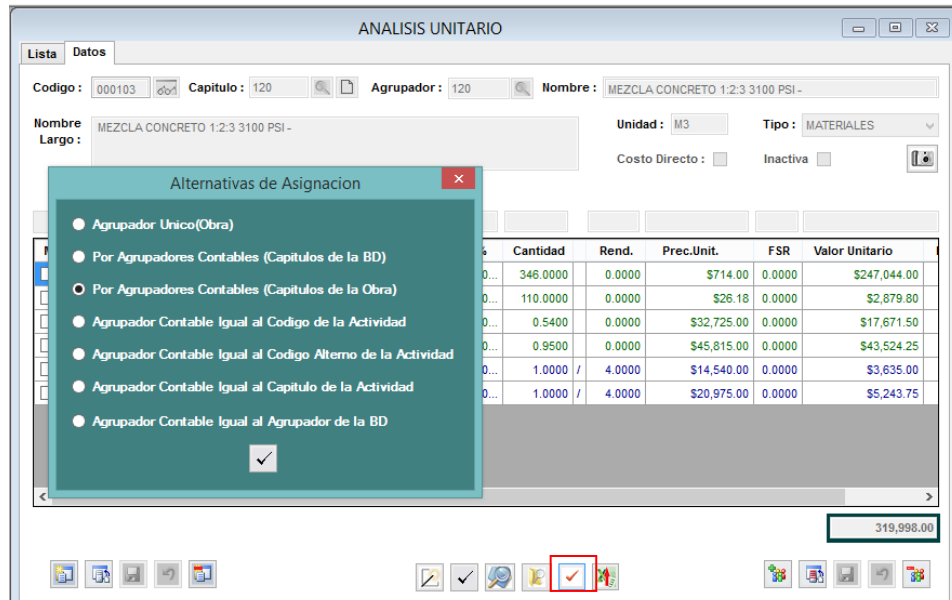 ANALISIS UNITARIO
Lista Datos
Codigo : 000103 Capitulo : 120 Agrupador : 120 Nombre : MEZCLA CONCRETO 1:2:3 3100 PSI -
Nombre Largo : MEZCLA CONCRETO 1:2:3 3100 PSI -
Unidad : M3 Tipo : MATERIALES
Costo Directo : Inactiva
Alternativas de Asignacion
Agrupador Unico(Obra)
Por Agrupadores Contables (Capitulos de la BD)
Por Agrupadores Contables (Capitulos de la Obra)
Agrupador Contable Igual al Codigo de la Actividad
Agrupador Contable Igual al Codigo Alterno de la Actividad
Agrupador Contable Igual al Capitulo de la Actividad
Agrupador Contable Igual al Agrupador de la BD
Cantidad Rend. Prec.Unit. FSR Valor Unitario
0... 346.0000 0.0000 $714.00 0.0000 $247,044.00
0... 110.0000 0.0000 $26.18 0.0000 $2,879.80
0... 0.5400 0.0000 $32,725.00 0.0000 $17,671.50
0... 0.9500 0.0000 $45,815.00 0.0000 $43,524.25
0... 1.0000 / 4.0000 $14,540.00 0.0000 $3,635.00
0... 1.0000 / 4.0000 $20,975.00 0.0000 $5,243.75
319,998.00